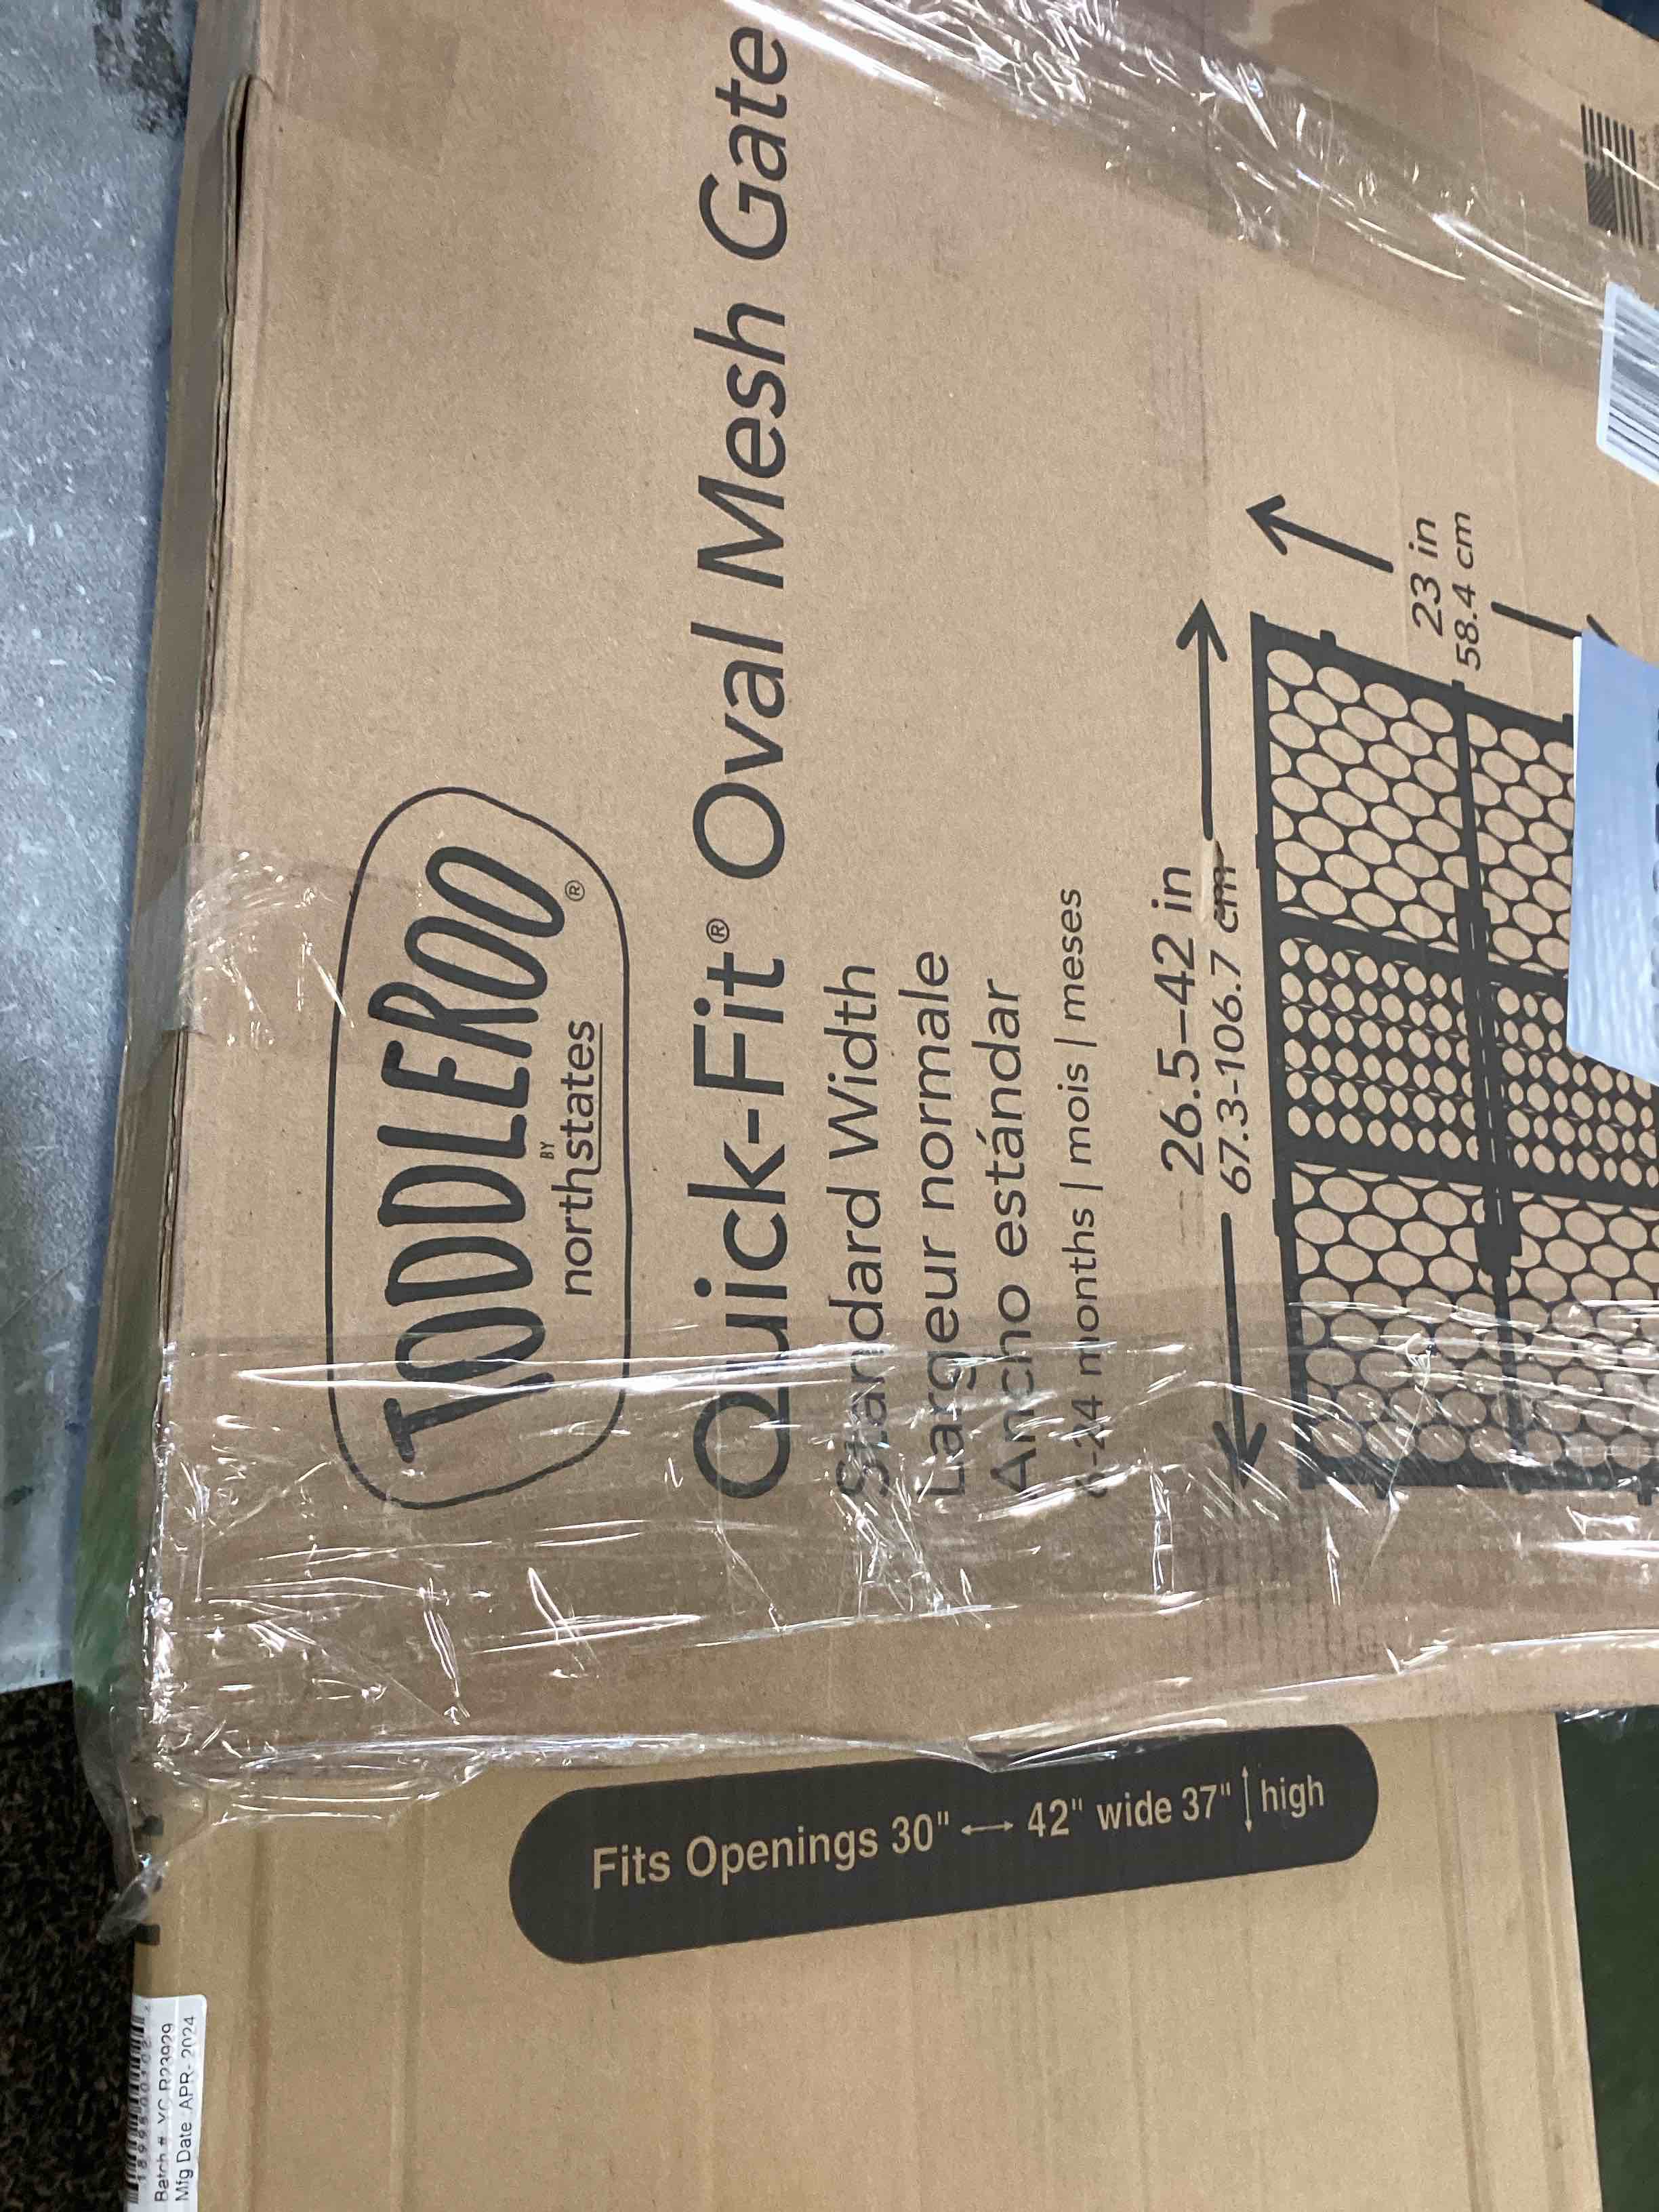 TODDLEROO
®
BY
northstates
Quick-Fit® Oval Mesh Gate
Standard Width
Largeur normale
Ancho estándar
6-24 months | mois | meses
26.5–42 in
67.3-106.7 cm
23 in
58.4 cm
Fits Openings 30" ⟷ 42" wide 37" ↕ high
Batch #
Mfg Date APR- 2024